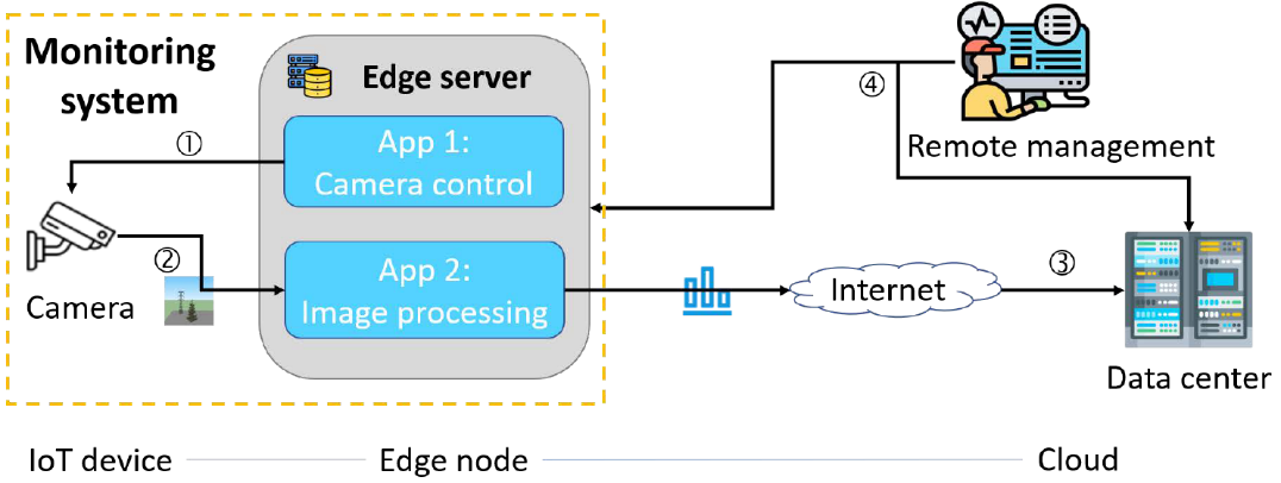 Monitoring
system
Edge server
①
App 1:
Camera control
②
Camera
App 2:
Image processing
Internet
③
④
Remote management
Data center
IoT device
Edge node
Cloud